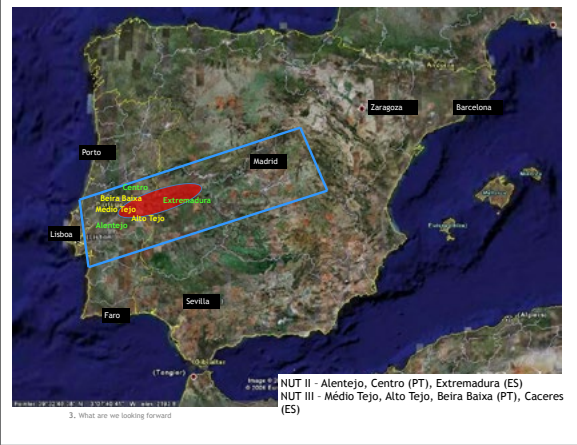 Zaragoza
Barcelona
Porto
Madrid
Centro
Beira Baixa
Extremadura
Médio Tejo
Alto Tejo
Alentejo
Lisboa
Sevilla
Faro
Gibraltar
(Tangier)
NUT II - Alentejo, Centro (PT), Extremadura (ES)
NUT III - Médio Tejo, Alto Tejo, Beira Baixa (PT), Caceres
(ES)
3. What are we looking forward